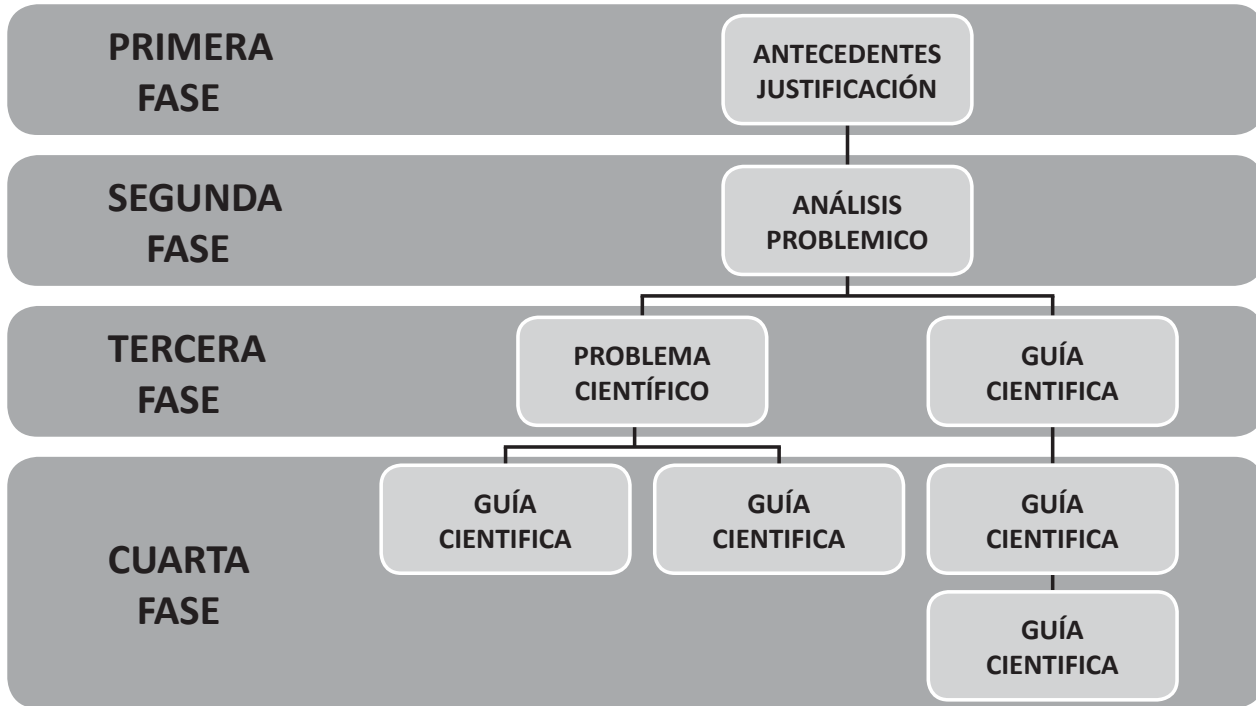 PRIMERA
FASE
ANTECEDENTES
JUSTIFICACIÓN
SEGUNDA
FASE
ANÁLISIS
PROBLEMICO
TERCERA
FASE
PROBLEMA
CIENTÍFICO
GUÍA
CIENTIFICA
CUARTA
FASE
GUÍA
CIENTIFICA
GUÍA
CIENTIFICA
GUÍA
CIENTIFICA
GUÍA
CIENTIFICA